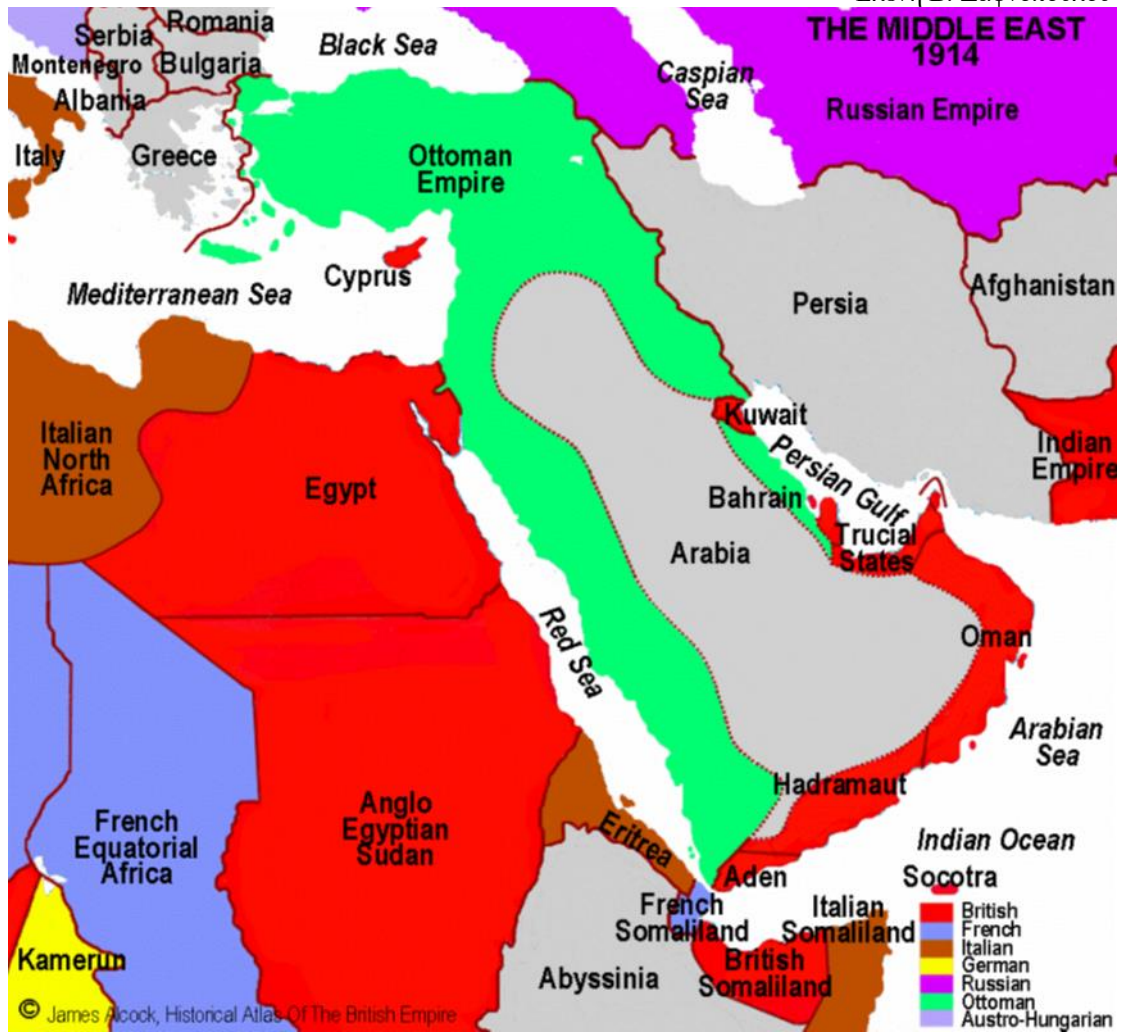 THE MIDDLE EAST
1914
Romania
Serbia
Black Sea
Montenegro
Bulgaria
Caspian
Sea
Russian Empire
Albania
Italy
Greece
Ottoman
Empire
Cyprus
Mediterranean Sea
Persia
Afghanistan
Italian
North
Africa
Egypt
Kuwait
Persian Gulf
Bahrain
Trucial
States
Indian
Empire
Arabia
Red Sea
Oman
Arabian
Sea
Hadramaut
French
Equatorial
Africa
Anglo
Egyptian
Sudan
Eritrea
Indian Ocean
Aden
Socotra
French
Somaliland
Italian
Somaliland
British
Somaliland
Kamerun
Abyssinia
British
French
Italian
German
Russian
Ottoman
Austro-Hungarian
© James Alcock, Historical Atlas Of The British Empire